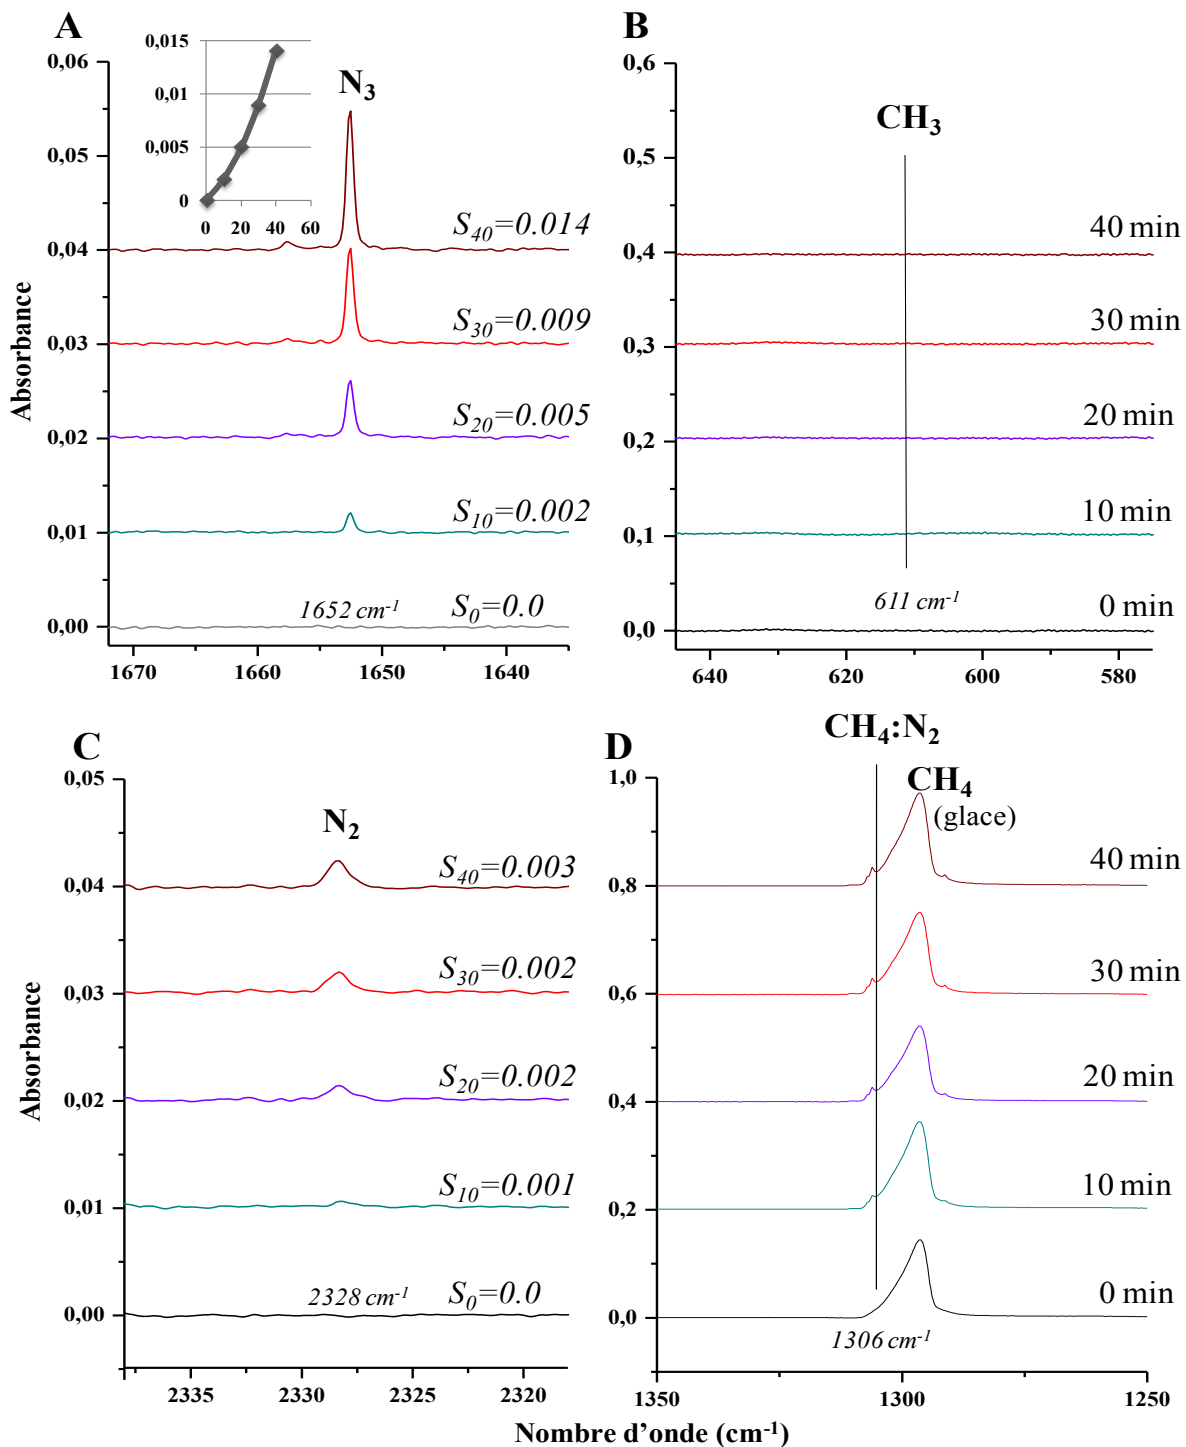 A
0,015
0,01
0,005
0
0 20 40 60
N3
0,06
0,05
0,04
0,03
0,02
0,01
0,00
S40=0.014
S30=0.009
S20=0.005
S10=0.002
1652 cm-1 S0=0.0
1670 1660 1650 1640
Absorbance
B
CH3
0,6
0,5
0,4
0,3
0,2
0,1
0,0
40 min
30 min
20 min
10 min
611 cm-1
0 min
640 620 600 580
C
N2
0,05
0,04
0,03
0,02
0,01
0,00
S40=0.003
S30=0.002
S20=0.002
S10=0.001
2328 cm-1 S0=0.0
2335 2330 2325 2320
Absorbance
D
CH4:N2
CH4
(glace)
1,0
0,8
0,6
0,4
0,2
0,0
40 min
30 min
20 min
10 min
0 min
1306 cm-1
1350 1300 1250
Nombre d’onde (cm-1)